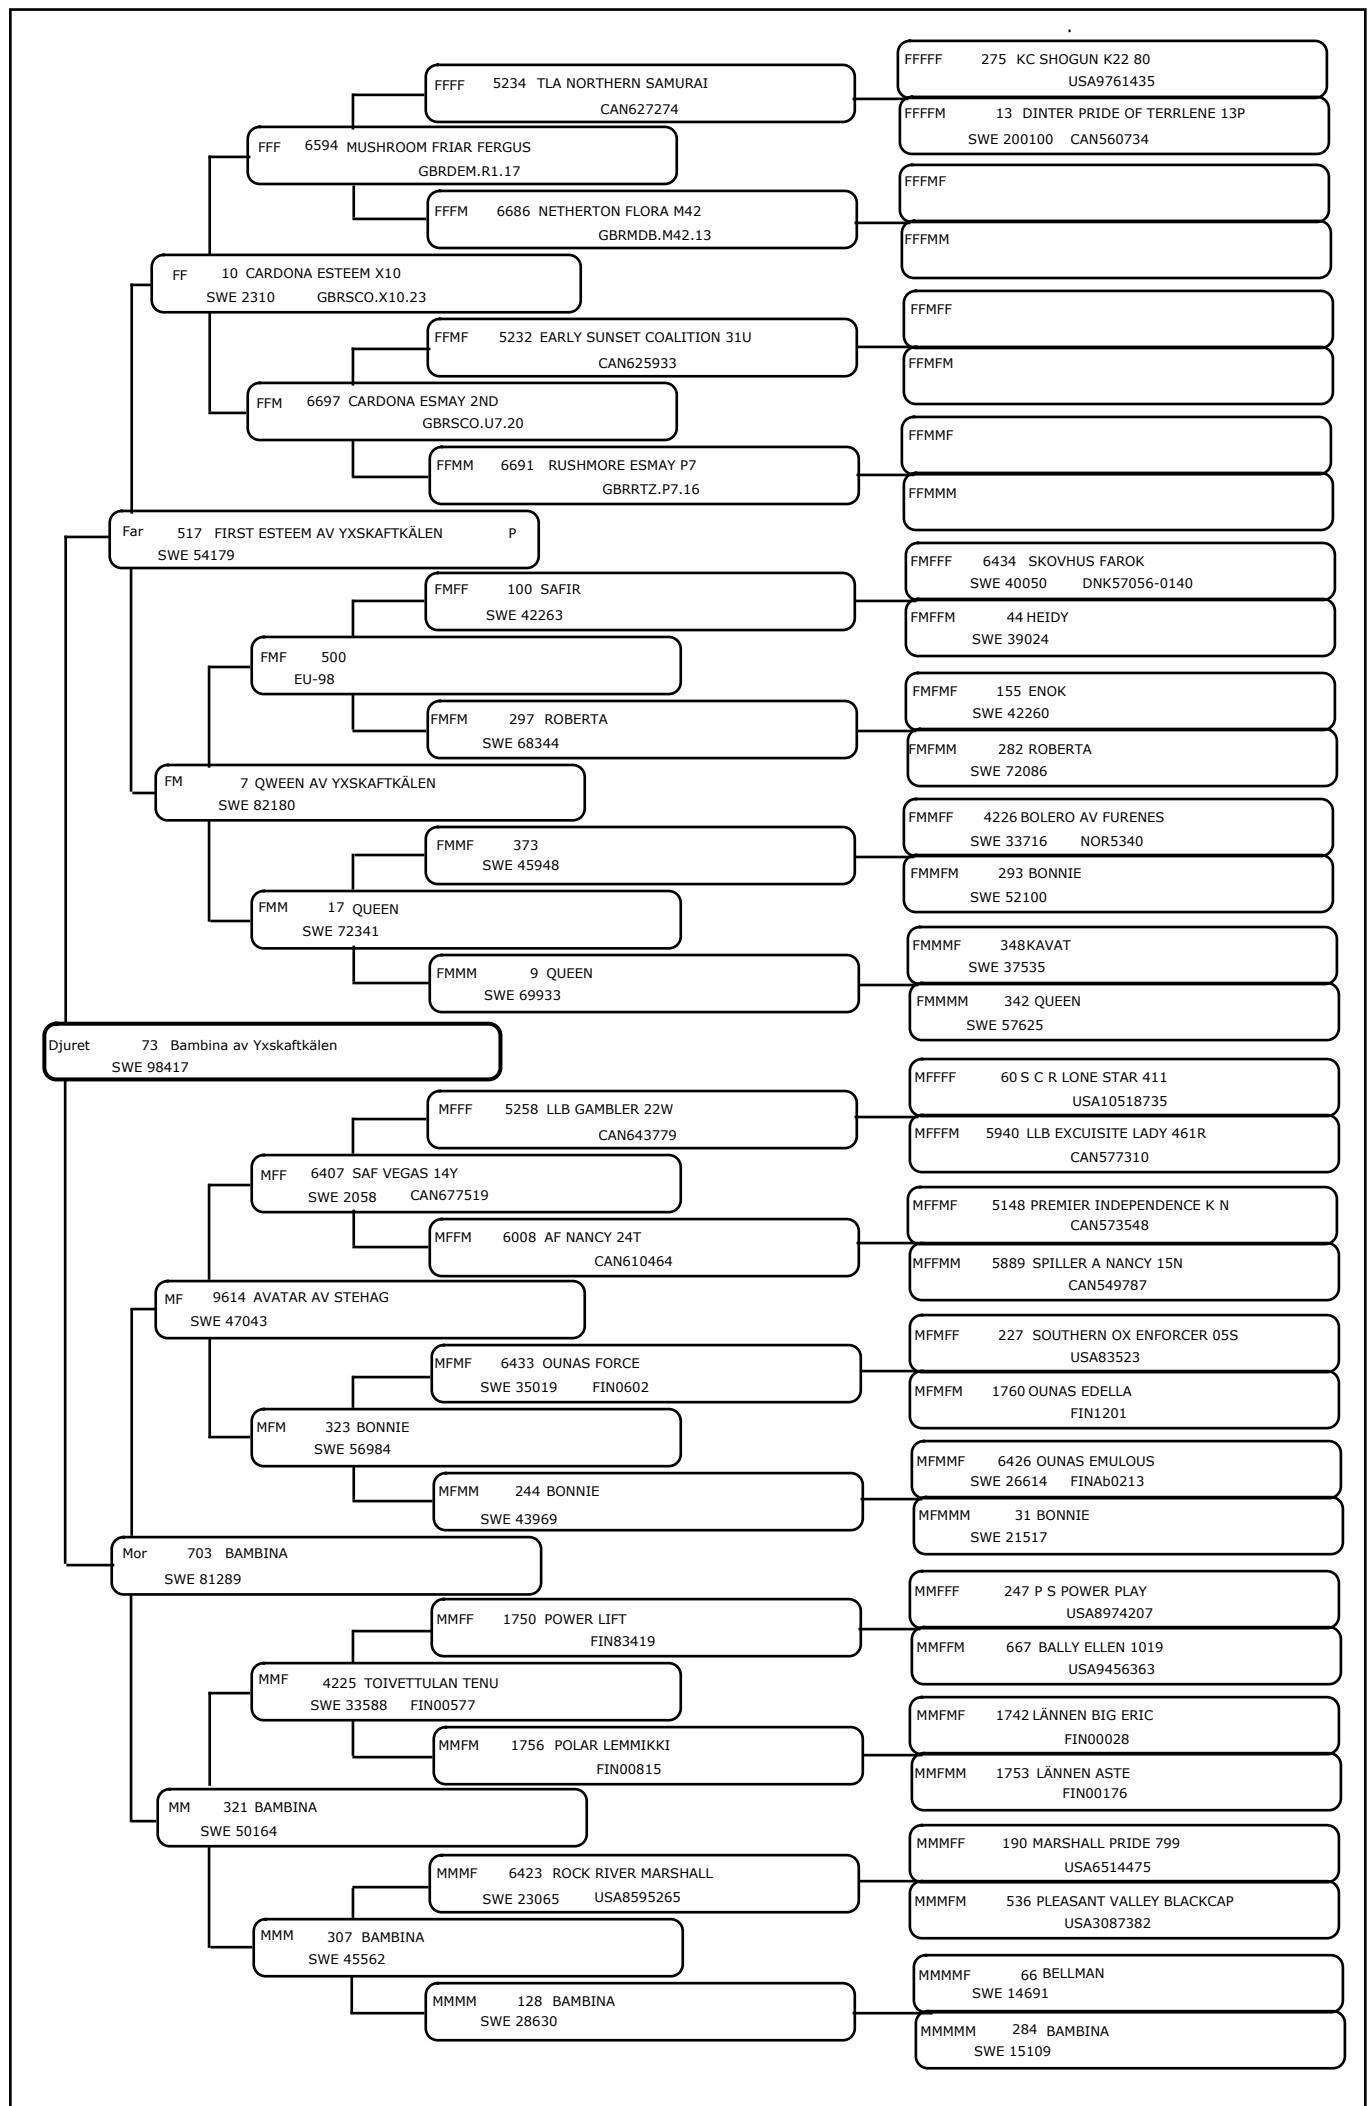 FFFFF 275 KC SHOGUN K22 80
USA9761435
FFFF 5234 TLA NORTHERN SAMURAI
CAN627274
FFFFM 13 DINTER PRIDE OF TERRLENE 13P
SWE 200100 CAN560734
FFF 6594 MUSHROOM FRIAR FERGUS
GBRDEM.R1.17
FFFMF
FFFM 6686 NETHERTON FLORA M42
GBRMDB.M42.13
FFFMM
FF 10 CARDONA ESTEEM X10
SWE 2310 GBRSCO.X10.23
FFMFF
FFMF 5232 EARLY SUNSET COALITION 31U
CAN625933
FFMFM
FFM 6697 CARDONA ESMAY 2ND
GBRSCO.U7.20
FFMMF
FFMM 6691 RUSHMORE ESMAY P7
GBRRTZ.P7.16
FFMMM
Far 517 FIRST ESTEEM AV YXSKAFTKÄLEN P
SWE 54179
FMFFF 6434 SKOVHUS FAROK
SWE 40050 DNK57056-0140
FMFF 100 SAFIR
SWE 42263
FMFFM 44 HEIDY
SWE 39024
FMF 500
EU-98
FMFMF 155 ENOK
SWE 42260
FMFM 297 ROBERTA
SWE 68344
FMFMM 282 ROBERTA
SWE 72086
FM 7 QWEEN AV YXSKAFTKÄLEN
SWE 82180
FMMFF 4226 BOLERO AV FURENES
SWE 33716 NOR5340
FMMF 373
SWE 45948
FMMFM 293 BONNIE
SWE 52100
FMM 17 QUEEN
SWE 72341
FMMMF 348 KAVAT
SWE 37535
FMMM 9 QUEEN
SWE 69933
FMMMM 342 QUEEN
SWE 57625
Djuret 73 Bambina av Yxskaftkälen
SWE 98417
MFFFF 60 S C R LONE STAR 411
USA10518735
MFFF 5258 LLB GAMBLER 22W
CAN643779
MFFFM 5940 LLB EXCUISITE LADY 461R
CAN577310
MFF 6407 SAF VEGAS 14Y
SWE 2058 CAN677519
MFFMF 5148 PREMIER INDEPENDENCE K N
CAN573548
MFFM 6008 AF NANCY 24T
CAN610464
MFFMM 5889 SPILLER A NANCY 15N
CAN549787
MF 9614 AVATAR AV STEHAG
SWE 47043
MFMFF 227 SOUTHERN OX ENFORCER 05S
USA83523
MFMF 6433 OUNAS FORCE
SWE 35019 FIN0602
MFMFM 1760 OUNAS EDELLA
FIN1201
MFM 323 BONNIE
SWE 56984
MFMMF 6426 OUNAS EMULOUS
SWE 26614 FINAb0213
MFMM 244 BONNIE
SWE 43969
MFMMM 31 BONNIE
SWE 21517
Mor 703 BAMBINA
SWE 81289
MMFFF 247 P S POWER PLAY
USA8974207
MMFF 1750 POWER LIFT
FIN83419
MMFFM 667 BALLY ELLEN 1019
USA9456363
MMF 4225 TOIVETTULAN TENU
SWE 33588 FIN00577
MMFMF 1742 LÄNNEN BIG ERIC
FIN00028
MMFM 1756 POLAR LEMMIKKI
FIN00815
MMFMM 1753 LÄNNEN ASTE
FIN00176
MM 321 BAMBINA
SWE 50164
MMMFF 190 MARSHALL PRIDE 799
USA6514475
MMMF 6423 ROCK RIVER MARSHALL
SWE 23065 USA8595265
MMMFM 536 PLEASANT VALLEY BLACKCAP
USA3087382
MMM 307 BAMBINA
SWE 45562
MMMMF 66 BELLMAN
SWE 14691
MMMM 128 BAMBINA
SWE 28630
MMMMM 284 BAMBINA
SWE 15109